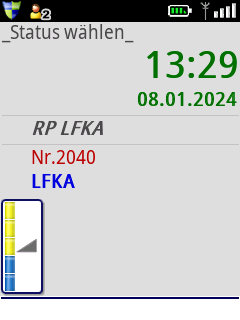 2
_Status wählen_
13:29
08.01.2024
RP LFKA
Nr.2040
LFKA